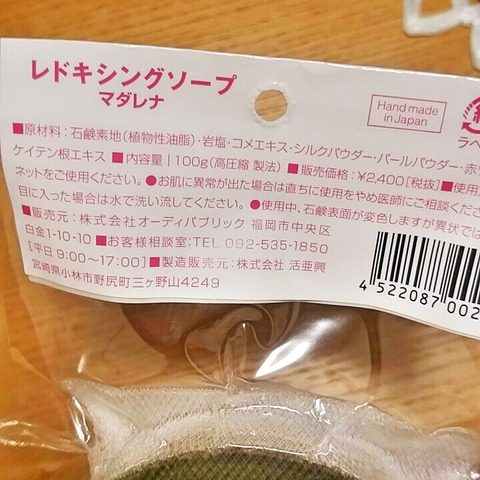 レドキシングソープ
マダレナ
Hand made
in Japan
■原材料：石鹸素地(植物性油脂)・岩塩・コメエキス・シルクパウダー・パールパウダー・赤
ケイテン根エキス ■内容量｜100g(高圧縮 製法) ■販売価格：¥2,400[税抜] ■使用
ネットをご使用ください。●お肌に異常が出た場合は直ちに使用をやめ医師にご相談くだ
目に入った場合は水で洗い流してください。 ●使用中、石鹸表面が変色しますが異状では
■販売元：株式会社オーディパブリック 福岡市中央区
白金1-10-10 ■お客様相談室：TEL.092-535-1850
[平日 9:00〜17:00] ■製造販売元：株式会社 活亜興
宮崎県小林市野尻町三ヶ野山4249
4 522087 002